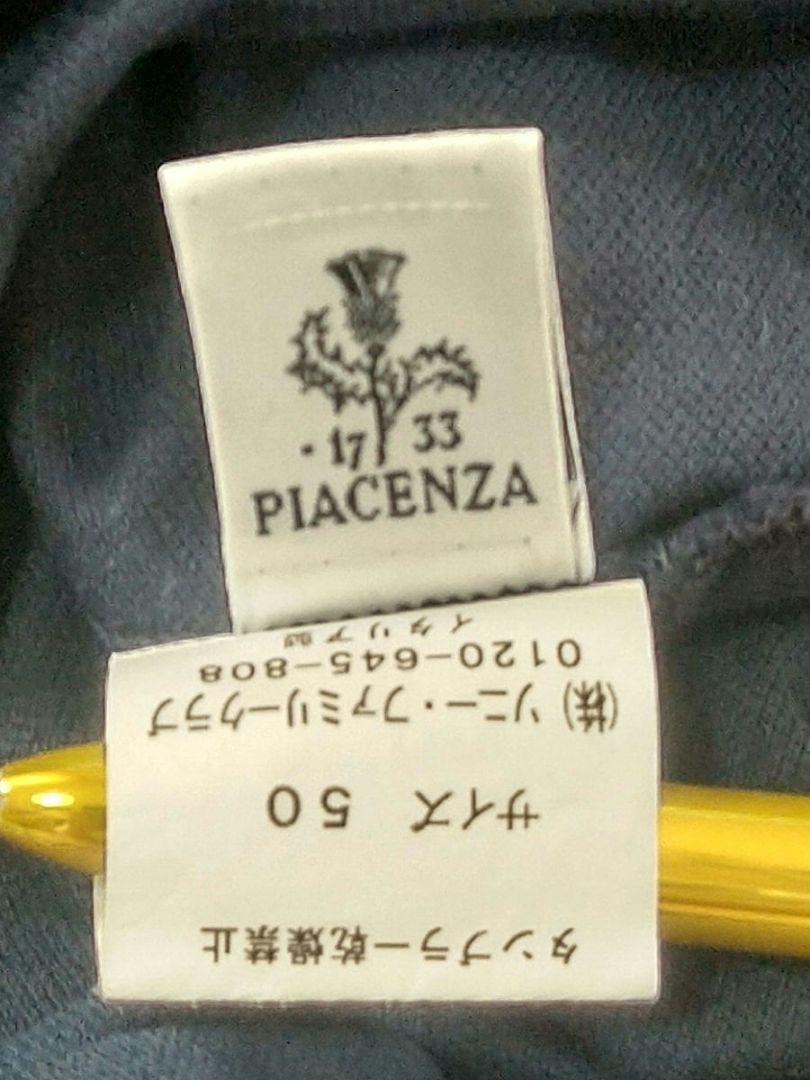 · 17 33
PIACENZA
タンブラー乾燥禁止
サイズ 50
(株) ソニー・ファミリークラブ
0120-645-808
イタリア製